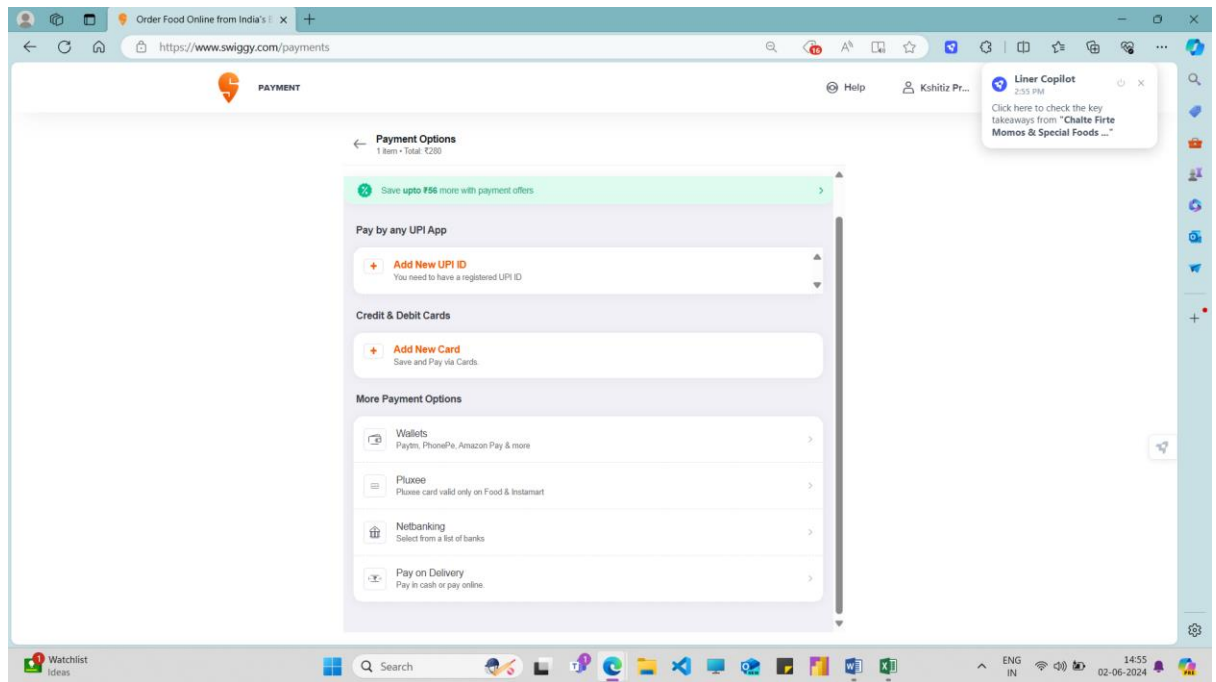 Order Food Online from India's
https://www.swiggy.com/payments
16
PAYMENT
Help
Kshitiz Pr...
Liner Copilot
2:55 PM
Click here to check the key
takeaways from "Chalte Firte
Momos & Special Foods ..."
Payment Options
1 item • Total: ₹280
Save upto ₹56 more with payment offers
Pay by any UPI App
Add New UPI ID
You need to have a registered UPI ID
Credit & Debit Cards
Add New Card
Save and Pay via Cards.
More Payment Options
Wallets
Paytm, PhonePe, Amazon Pay & more
Pluxee
Pluxee card valid only on Food & Instamart
Netbanking
Select from a list of banks
Pay on Delivery
Pay in cash or pay online.
1
Watchlist
Ideas
Search
ENG
IN
14:55
02-06-2024